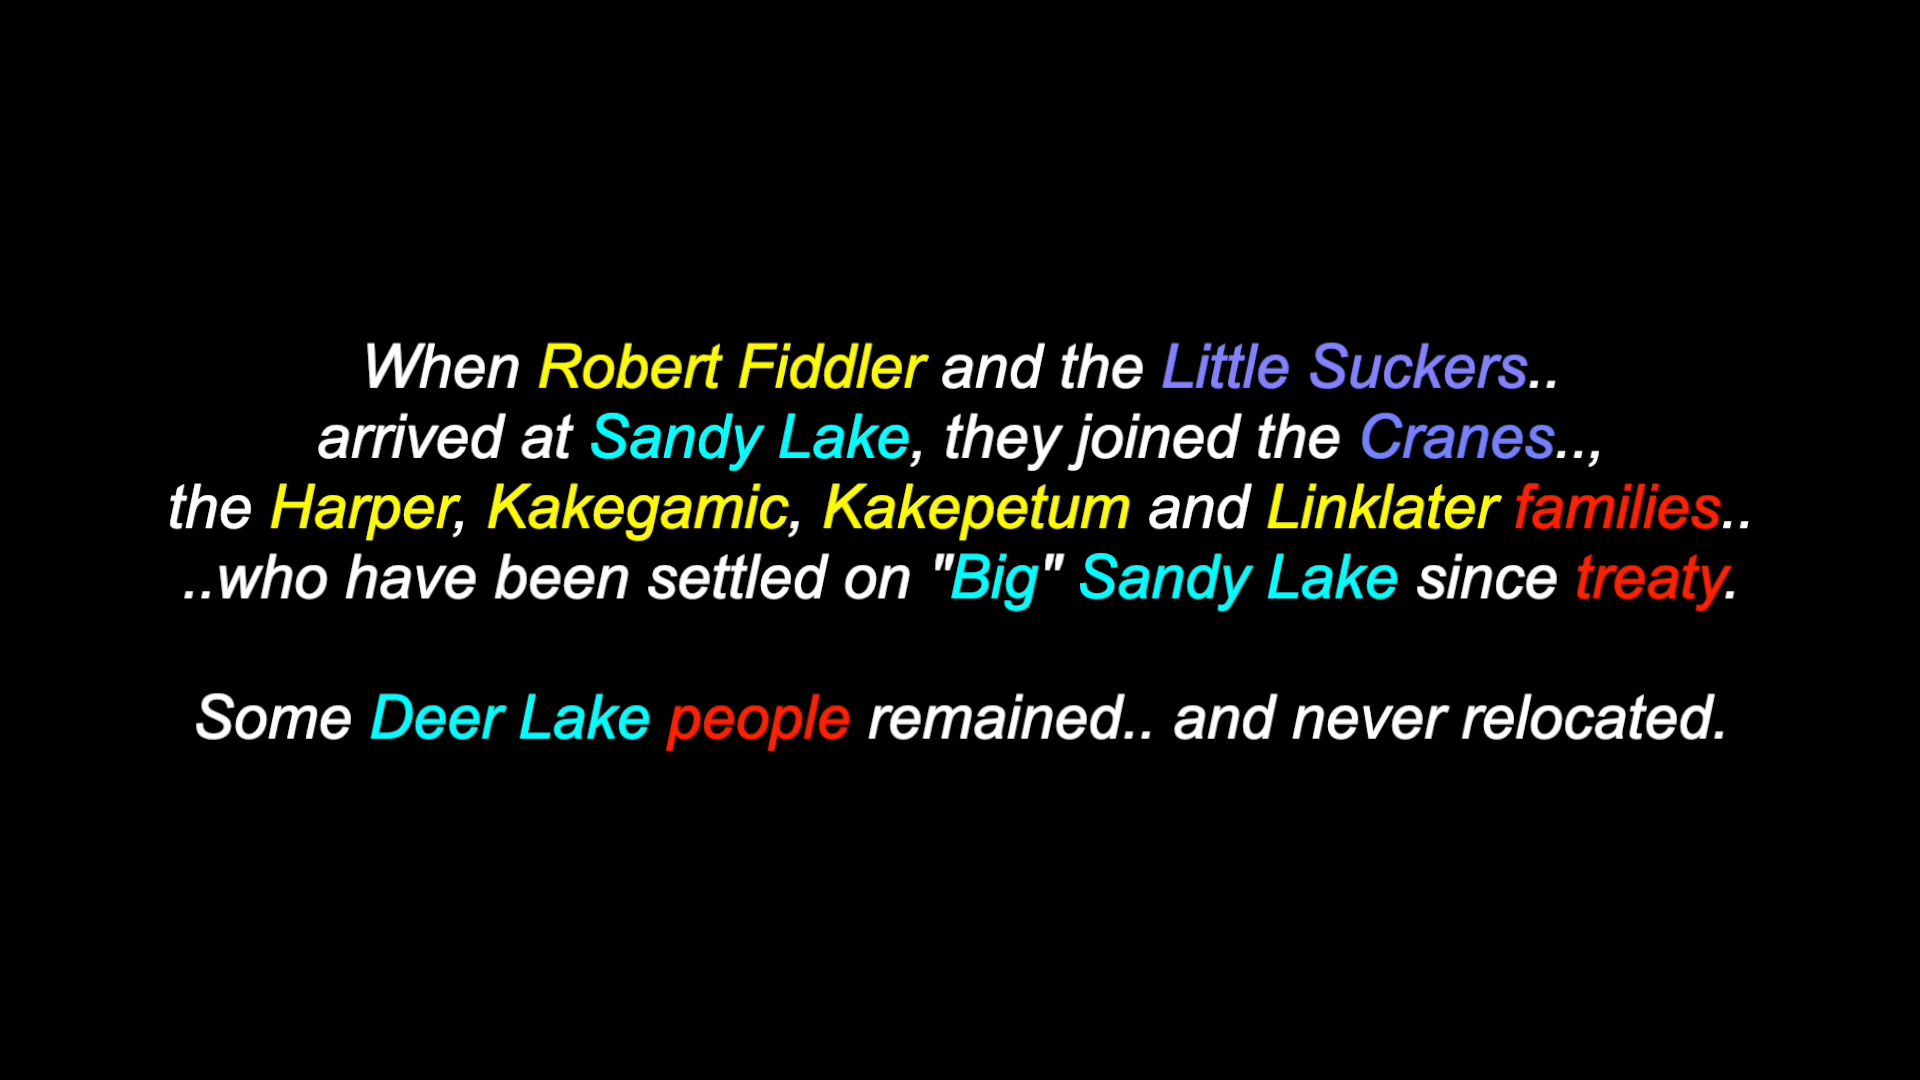 When Robert Fiddler and the Little Suckers..
arrived at Sandy Lake, they joined the Cranes..,
the Harper, Kakegamic, Kakepetum and Linklater families..
..who have been settled on "Big" Sandy Lake since treaty.
Some Deer Lake people remained.. and never relocated.